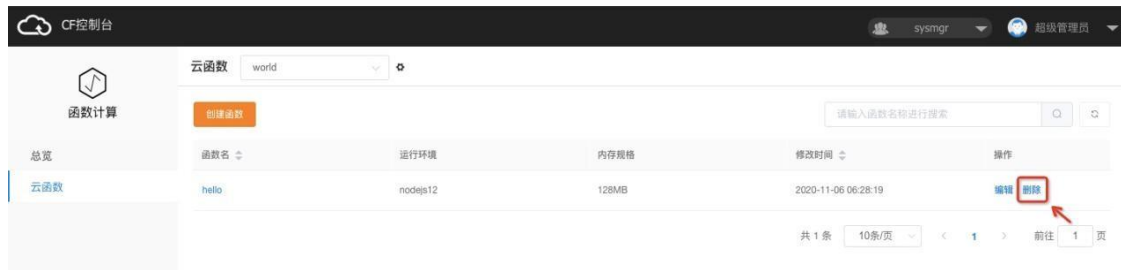 CF控制台 sysmgr 超级管理员
函数计算
总览
云函数
云函数 world
创建函数 请输入函数名称进行搜索
函数名 运行环境 内存规格 修改时间 操作
hello nodejs12 128MB 2020-11-06 06:28:19 编辑 删除
共 1 条 10条/页 1 前往 1 页